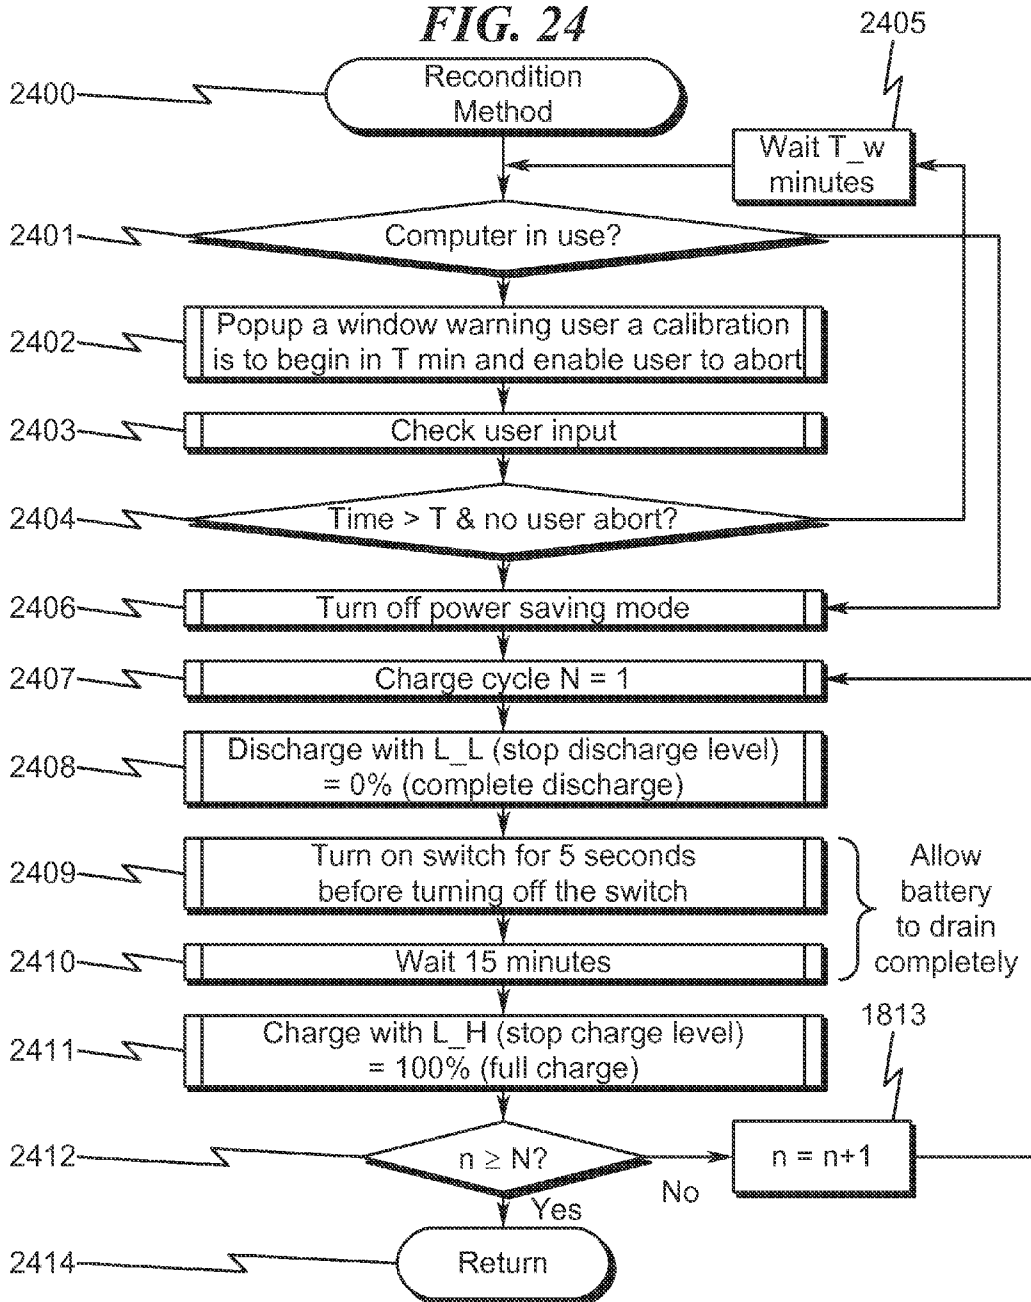 FIG. 24
2405
2400
Recondition
Method
Wait T_w
minutes
2401
Computer in use?
2402
Popup a window warning user a calibration
is to begin in T min and enable user to abort
2403
Check user input
2404
Time > T & no user abort?
2406
Turn off power saving mode
2407
Charge cycle N = 1
2408
Discharge with L_L (stop discharge level)
= 0% (complete discharge)
2409
Turn on switch for 5 seconds
before turning off the switch
Allow
battery
to drain
completely
2410
Wait 15 minutes
2411
Charge with L_H (stop charge level)
= 100% (full charge)
1813
2412
n ≥ N?
No
n = n+1
Yes
2414
Return